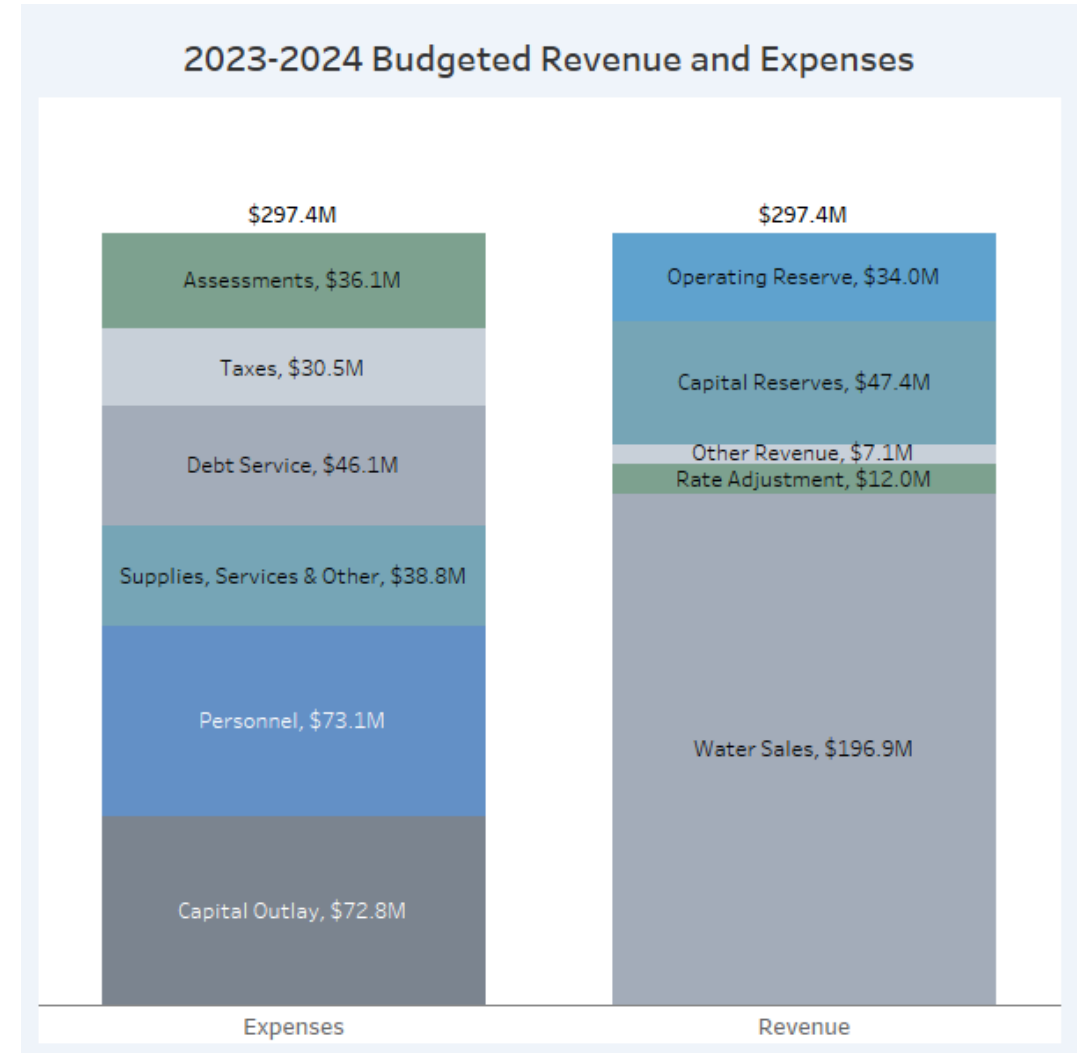 2023-2024 Budgeted Revenue and Expenses
$297.4M
Assessments, $36.1M
Taxes, $30.5M
Debt Service, $46.1M
Supplies, Services & Other, $38.8M
Personnel, $73.1M
Capital Outlay, $72.8M
Expenses
$297.4M
Operating Reserve, $34.0M
Capital Reserves, $47.4M
Other Revenue, $7.1M
Rate Adjustment, $12.0M
Water Sales, $196.9M
Revenue